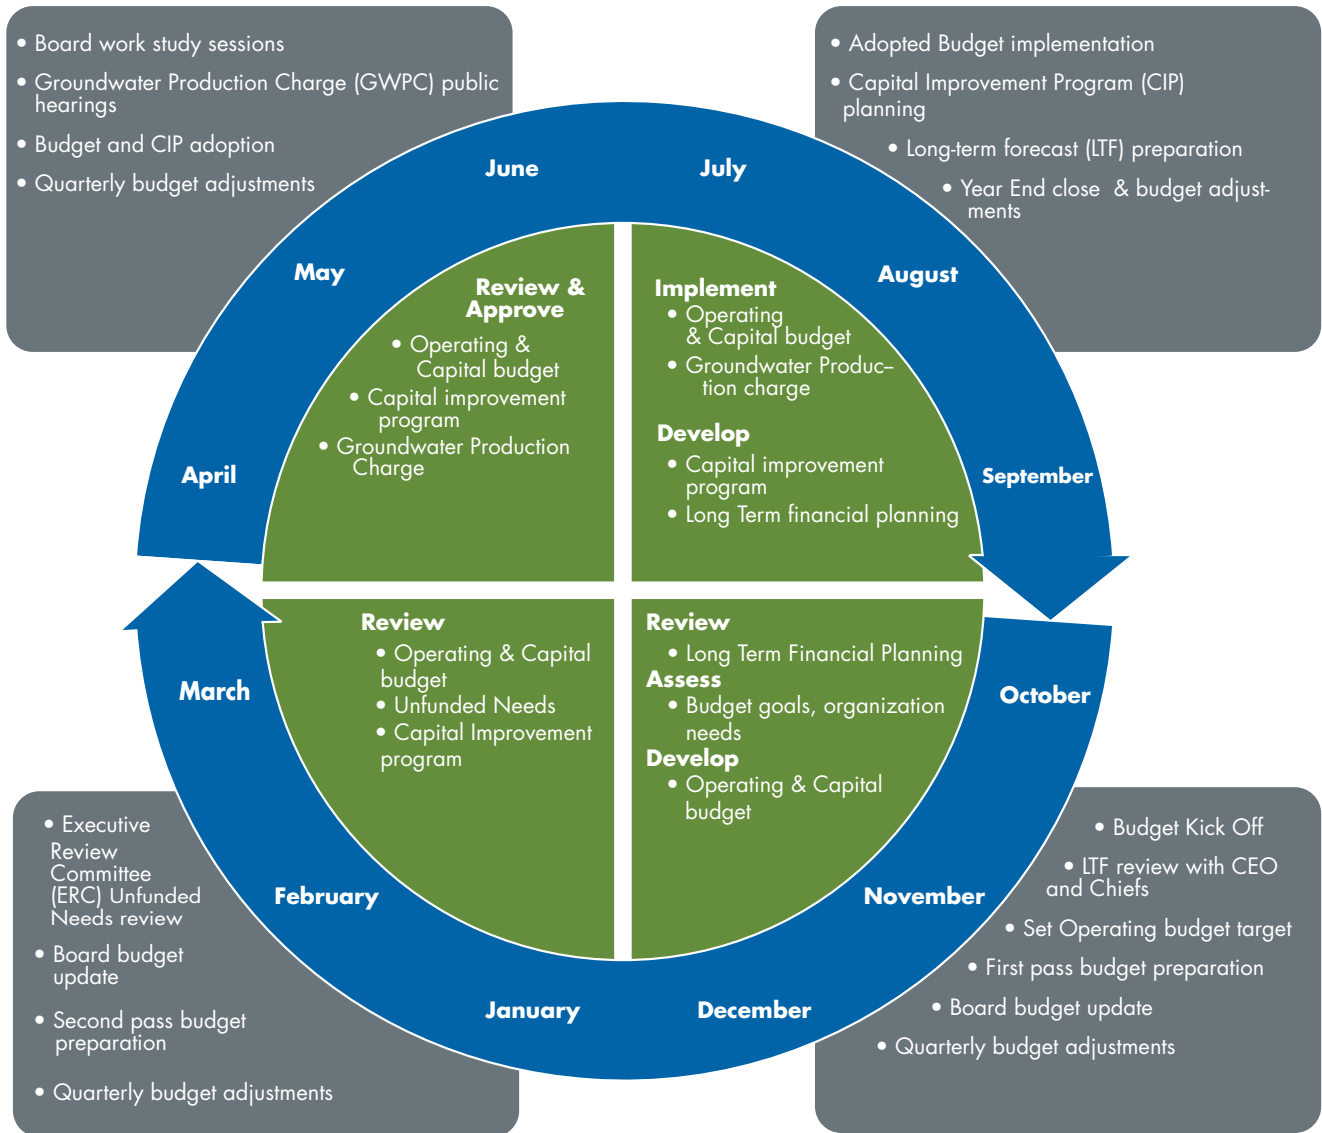 • Board work study sessions
• Groundwater Production Charge (GWPC) public
hearings
• Budget and CIP adoption
• Quarterly budget adjustments
• Adopted Budget implementation
• Capital Improvement Program (CIP)
planning
• Long-term forecast (LTF) preparation
• Year End close & budget adjust-
ments
June
July
May
August
April
September
Review &
Approve
• Operating &
Capital budget
• Capital improvement
program
• Groundwater Production
Charge
Implement
• Operating
& Capital budget
• Groundwater Produc–
tion charge
Develop
• Capital improvement
program
• Long Term financial planning
Review
• Operating & Capital
budget
• Unfunded Needs
• Capital Improvement
program
Review
• Long Term Financial Planning
Assess
• Budget goals, organization
needs
Develop
• Operating & Capital
budget
March
October
February
November
January
December
• Executive
Review
Committee
(ERC) Unfunded
Needs review
• Board budget
update
• Second pass budget
preparation
• Quarterly budget adjustments
• Budget Kick Off
• LTF review with CEO
and Chiefs
• Set Operating budget target
• First pass budget preparation
• Board budget update
• Quarterly budget adjustments